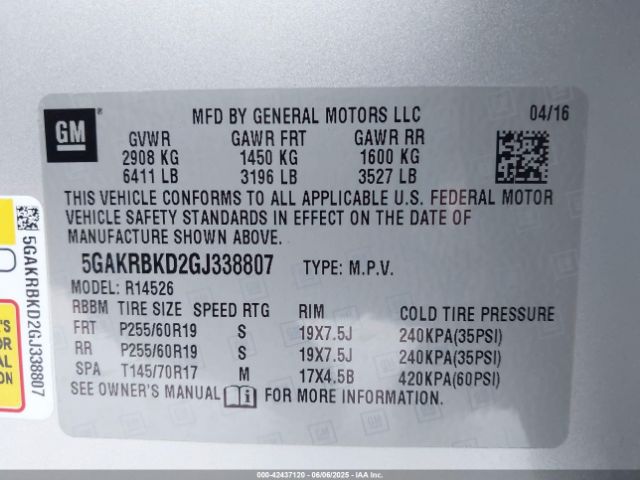 GM
MFD BY GENERAL MOTORS LLC 04/16
GVWR GAWR FRT GAWR RR
2908 KG 1450 KG 1600 KG
6411 LB 3196 LB 3527 LB
THIS VEHICLE CONFORMS TO ALL APPLICABLE U.S. FEDERAL MOTOR
VEHICLE SAFETY STANDARDS IN EFFECT ON THE DATE OF
MANUFACTURE SHOWN ABOVE.
5GAKRBKD2GJ338807 TYPE: M.P.V.
MODEL: R14526
RBBM TIRE SIZE SPEED RTG RIM COLD TIRE PRESSURE
FRT P255/60R19 S 19X7.5J 240KPA(35PSI)
RR P255/60R19 S 19X7.5J 240KPA(35PSI)
SPA T145/70R17 M 17X4.5B 420KPA(60PSI)
SEE OWNER'S MANUAL FOR MORE INFORMATION.
5GAKRBKD2GJ338807
000-42437120 - 06/06/2025 - IAA Inc.